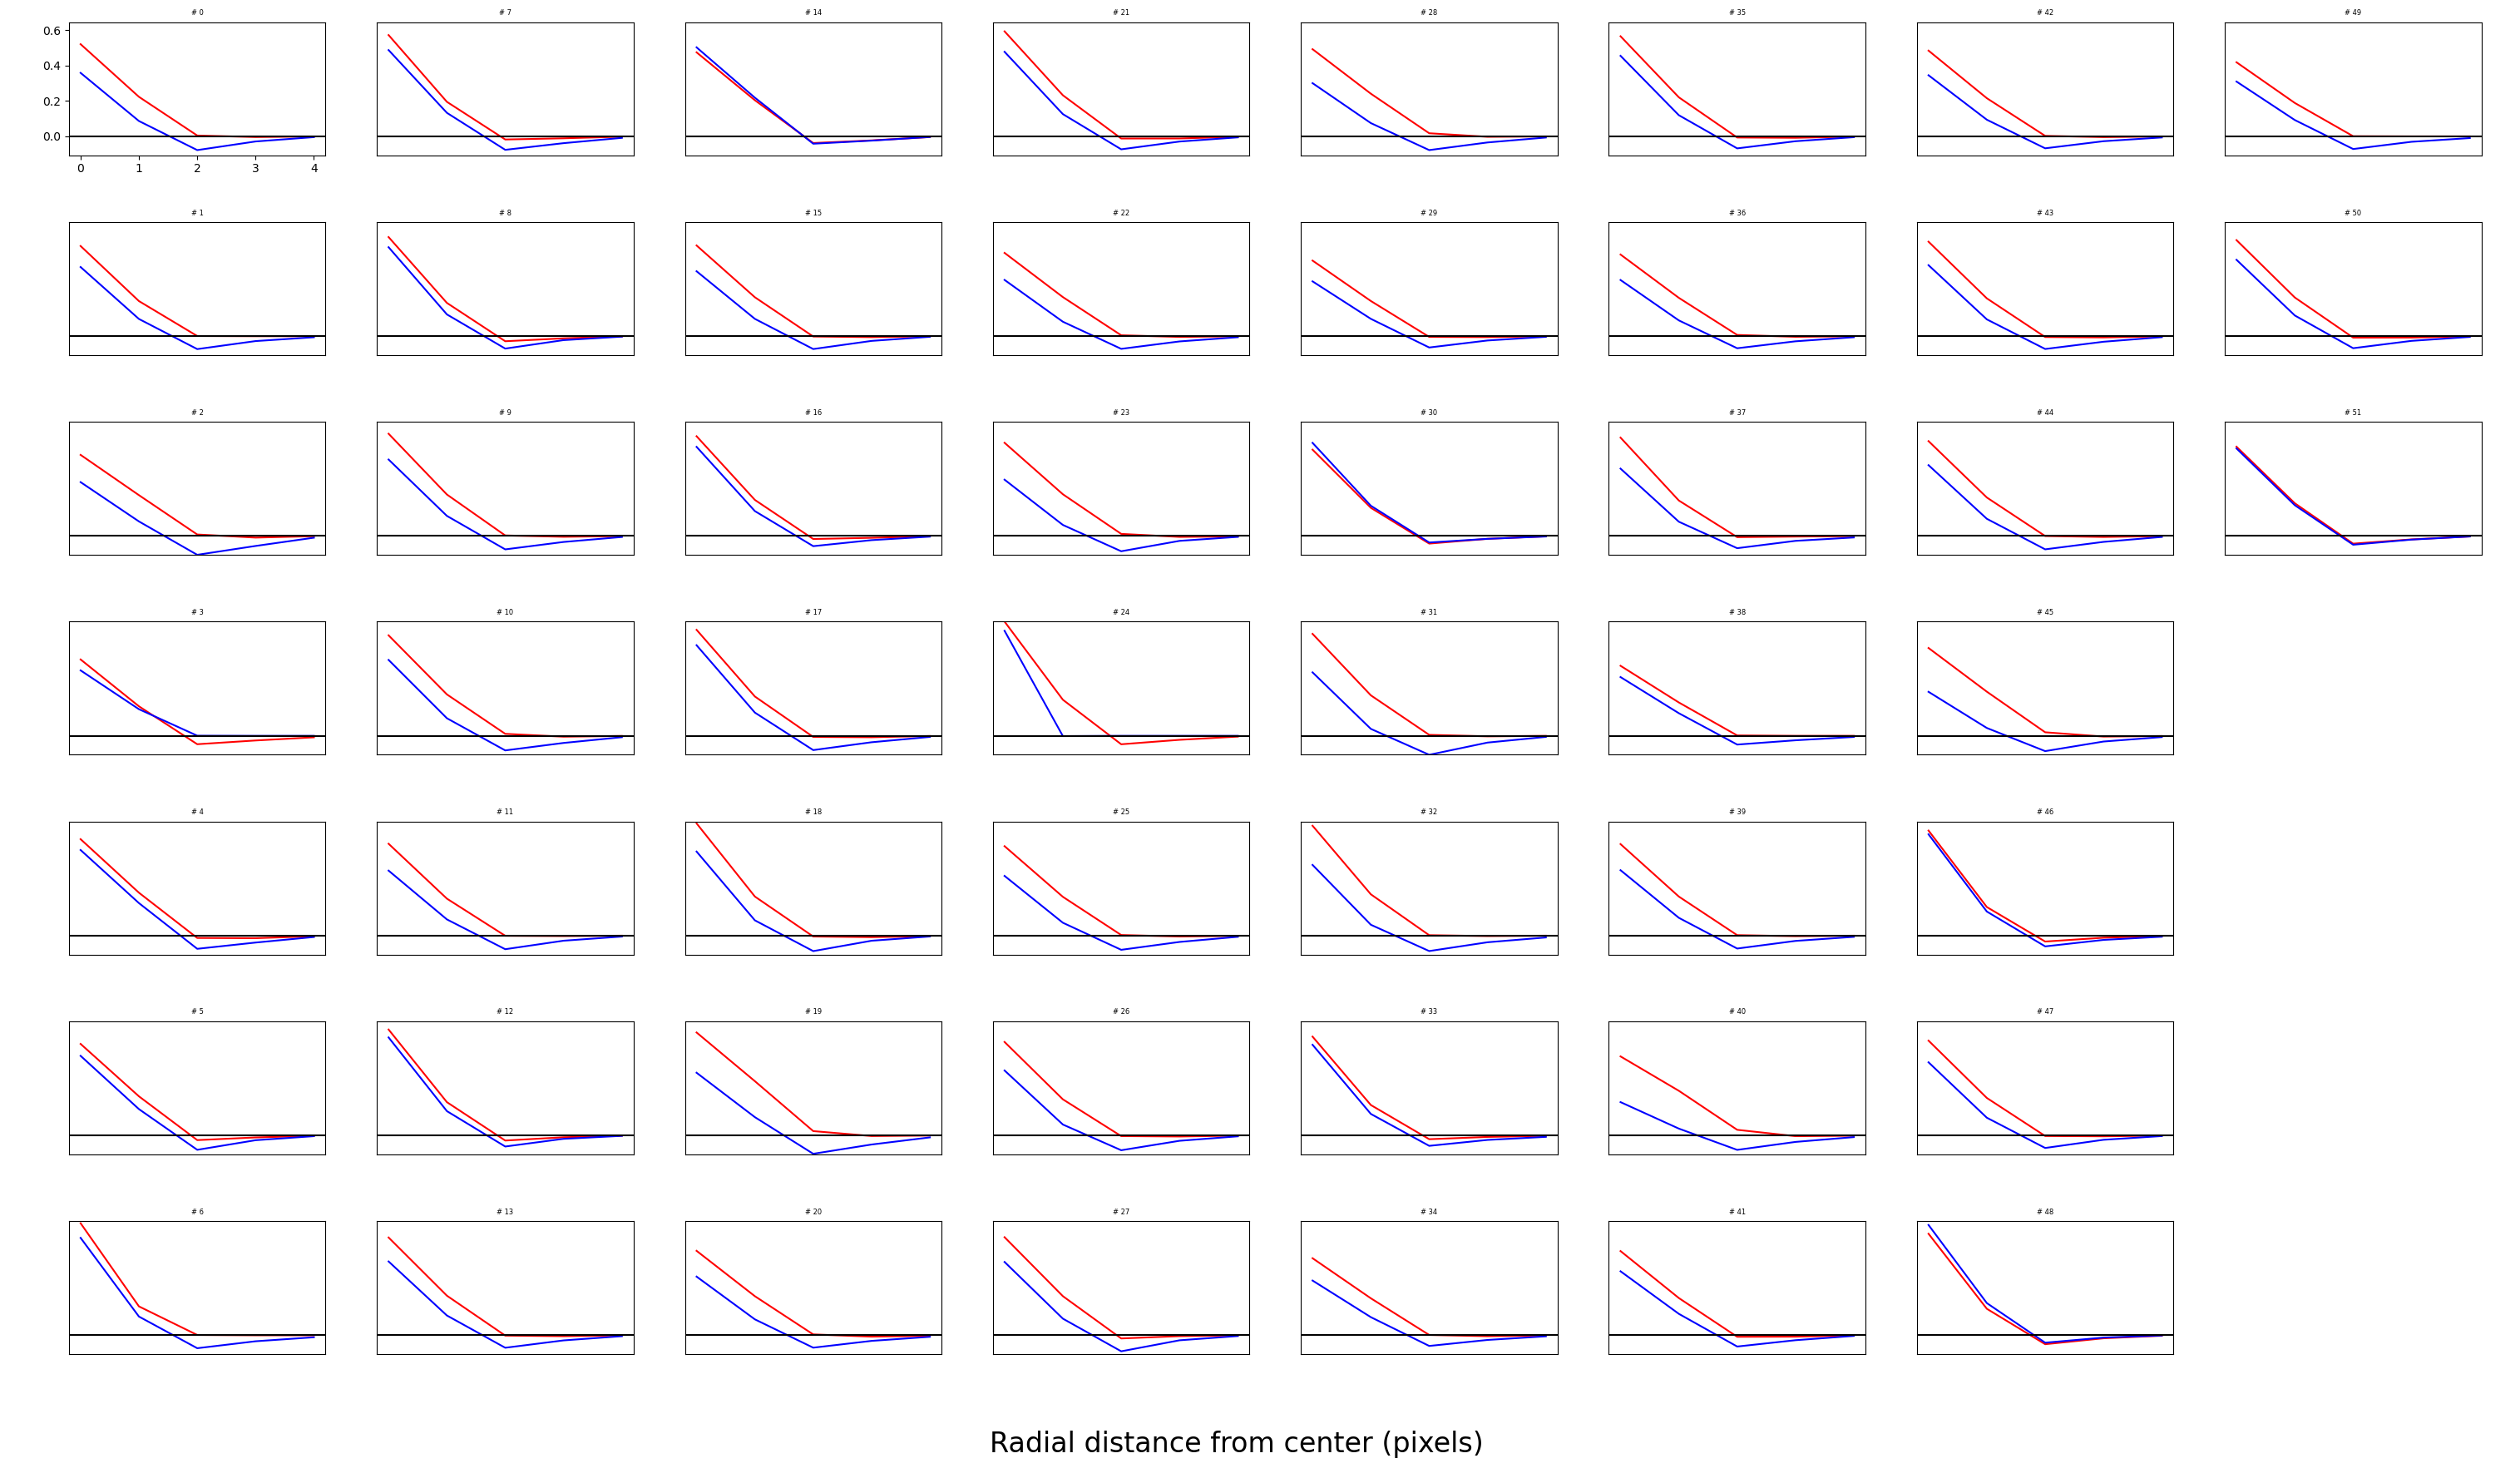 # 0 # 7 # 14 # 21 # 28 # 35 # 42 # 49
0.6
0.4
0.2
0.0
0 1 2 3 4
# 1 # 8 # 15 # 22 # 29 # 36 # 43 # 50
# 2 # 9 # 16 # 23 # 30 # 37 # 44 # 51
# 3 # 10 # 17 # 24 # 31 # 38 # 45
# 4 # 11 # 18 # 25 # 32 # 39 # 46
# 5 # 12 # 19 # 26 # 33 # 40 # 47
# 6 # 13 # 20 # 27 # 34 # 41 # 48
Radial distance from center (pixels)